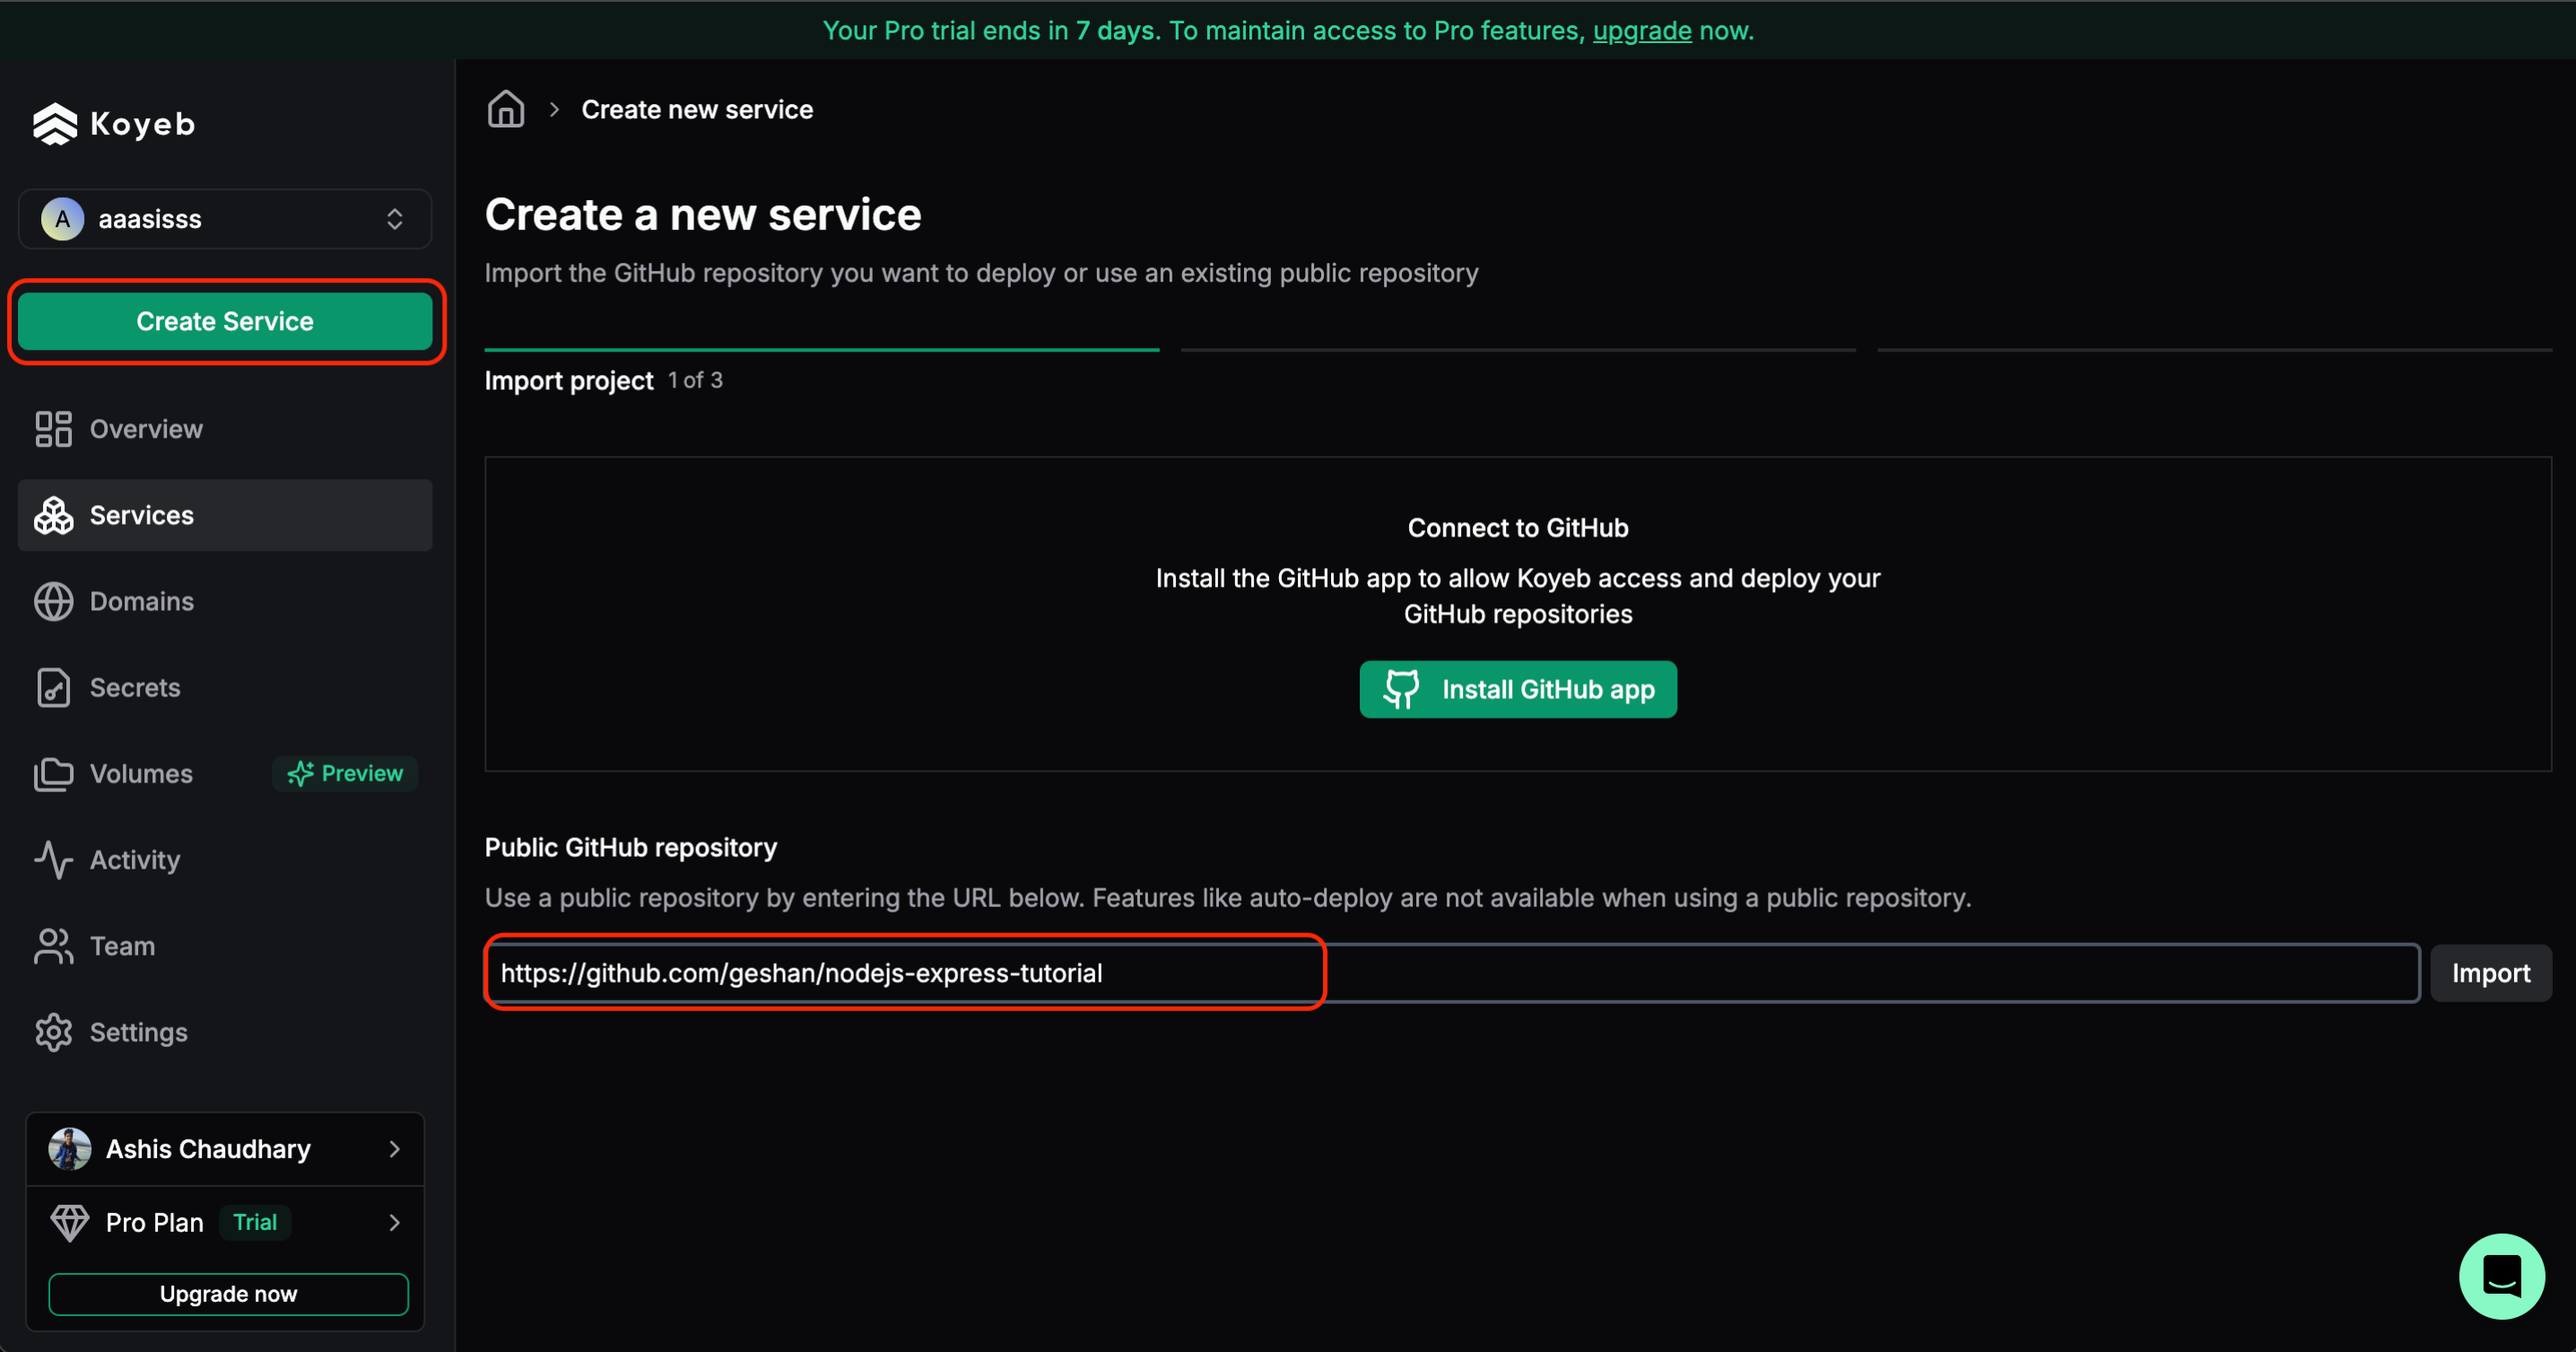 Your Pro trial ends in 7 days. To maintain access to Pro features, upgrade now.
Koyeb
A aaasisss
Create Service
Overview
Services
Domains
Secrets
Volumes Preview
Activity
Team
Settings
Ashis Chaudhary
Pro Plan Trial
Upgrade now
Create new service
Create a new service
Import the GitHub repository you want to deploy or use an existing public repository
Import project 1 of 3
Connect to GitHub
Install the GitHub app to allow Koyeb access and deploy your
GitHub repositories
Install GitHub app
Public GitHub repository
Use a public repository by entering the URL below. Features like auto-deploy are not available when using a public repository.
https://github.com/geshan/nodejs-express-tutorial
Import